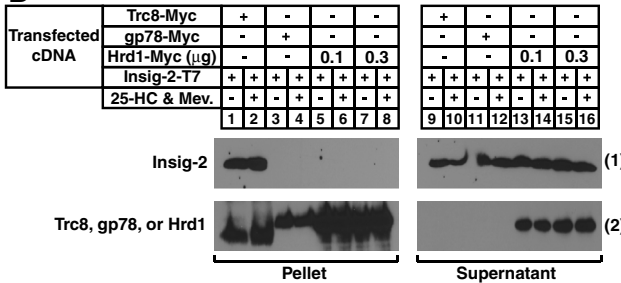 Transfected cDNA
Trc8-Myc + - - - + - - -
gp78-Myc - + - - - + - -
Hrd1-Myc (µg) - - 0.1 0.3 - - 0.1 0.3
Insig-2-T7 + + + + + + + + + + + + + + + +
25-HC & Mev. - + - + - + - + - + - + - + - +
1 2 3 4 5 6 7 8 9 10 11 12 13 14 15 16
Insig-2 (1)
Trc8, gp78, or Hrd1 (2)
Pellet Supernatant